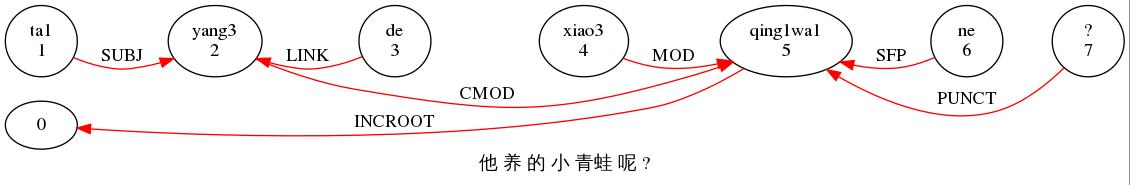 ta1 yang3 de xiao3 qing1wa1 ne ?
1 2 3 4 5 6 7
SUBJ LINK MOD SFP
CMOD PUNCT
0 INCROOT
他 养 的 小 青蛙 呢 ?